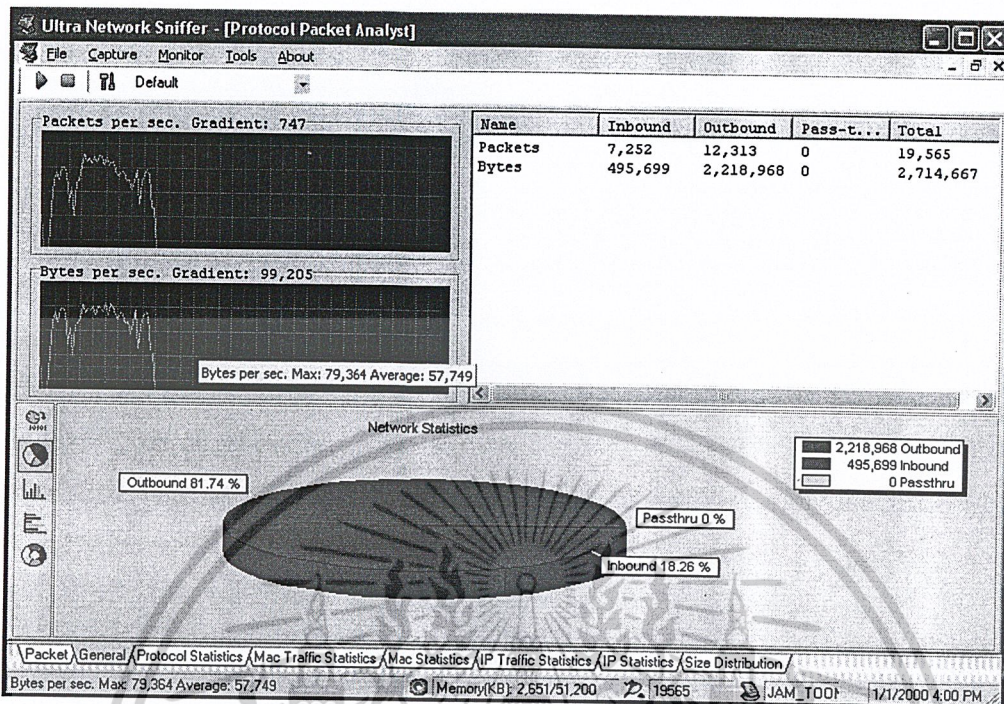 Ultra Network Sniffer - [Protocol Packet Analyst]
File Capture Monitor Tools About
Default
Packets per sec. Gradient: 747
Name Inbound Outbound Pass-t... Total
Packets 7,252 12,313 0 19,565
Bytes 495,699 2,218,968 0 2,714,667
Bytes per sec. Gradient: 99,205
Bytes per sec. Max: 79,364 Average: 57,749
Network Statistics
2,218,968 Outbound
495,699 Inbound
0 Passthru
Outbound 81.74 %
Passthru 0 %
Inbound 18.26 %
Packet General Protocol Statistics Mac Traffic Statistics Mac Statistics IP Traffic Statistics IP Statistics Size Distribution
Bytes per sec. Max: 79,364 Average: 57,749 Memory(KB): 2,651/51,200 19565 1/1/2000 4:00 PM